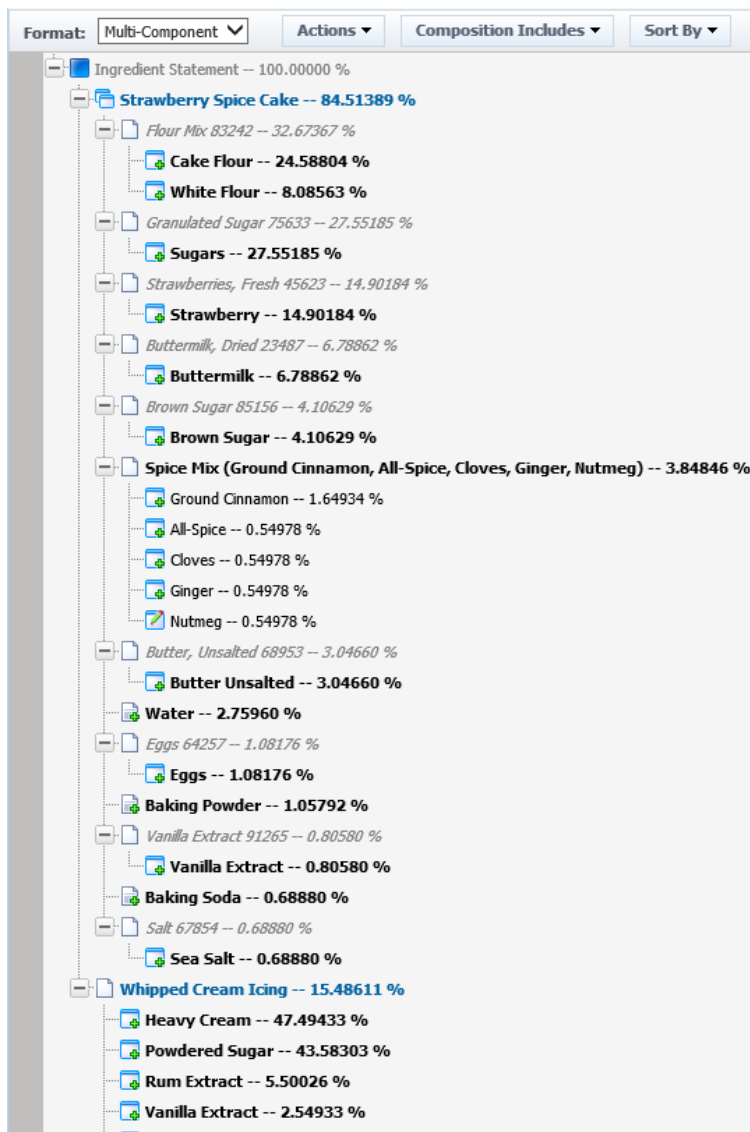 Format: Multi-Component Actions Composition Includes Sort By
Ingredient Statement -- 100.00000 %
Strawberry Spice Cake -- 84.51389 %
Flour Mix 83242 -- 32.67367 %
Cake Flour -- 24.58804 %
White Flour -- 8.08563 %
Granulated Sugar 75633 -- 27.55185 %
Sugars -- 27.55185 %
Strawberries, Fresh 45623 -- 14.90184 %
Strawberry -- 14.90184 %
Buttermilk, Dried 23487 -- 6.78862 %
Buttermilk -- 6.78862 %
Brown Sugar 85156 -- 4.10629 %
Brown Sugar -- 4.10629 %
Spice Mix (Ground Cinnamon, All-Spice, Cloves, Ginger, Nutmeg) -- 3.84846 %
Ground Cinnamon -- 1.64934 %
All-Spice -- 0.54978 %
Cloves -- 0.54978 %
Ginger -- 0.54978 %
Nutmeg -- 0.54978 %
Butter, Unsalted 68953 -- 3.04660 %
Butter Unsalted -- 3.04660 %
Water -- 2.75960 %
Eggs 64257 -- 1.08176 %
Eggs -- 1.08176 %
Baking Powder -- 1.05792 %
Vanilla Extract 91265 -- 0.80580 %
Vanilla Extract -- 0.80580 %
Baking Soda -- 0.68880 %
Salt 67854 -- 0.68880 %
Sea Salt -- 0.68880 %
Whipped Cream Icing -- 15.48611 %
Heavy Cream -- 47.49433 %
Powdered Sugar -- 43.58303 %
Rum Extract -- 5.50026 %
Vanilla Extract -- 2.54933 %